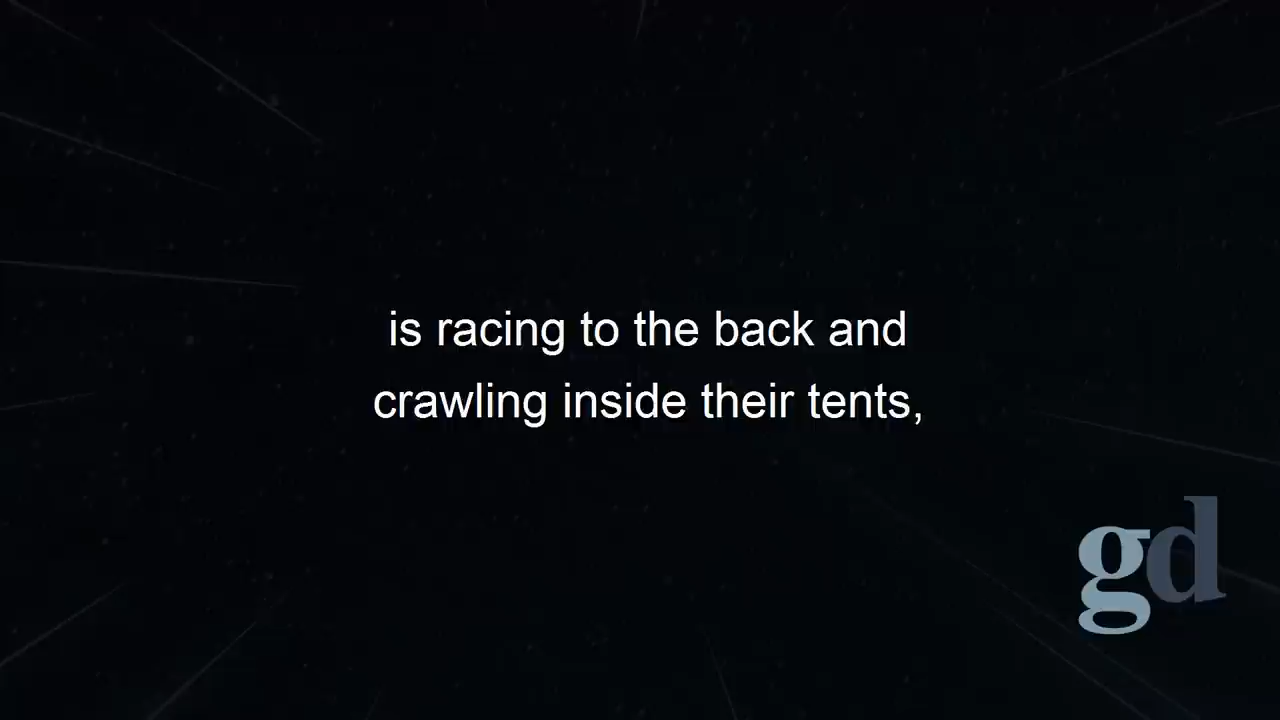 is racing to the back and
crawling inside their tents,
gd